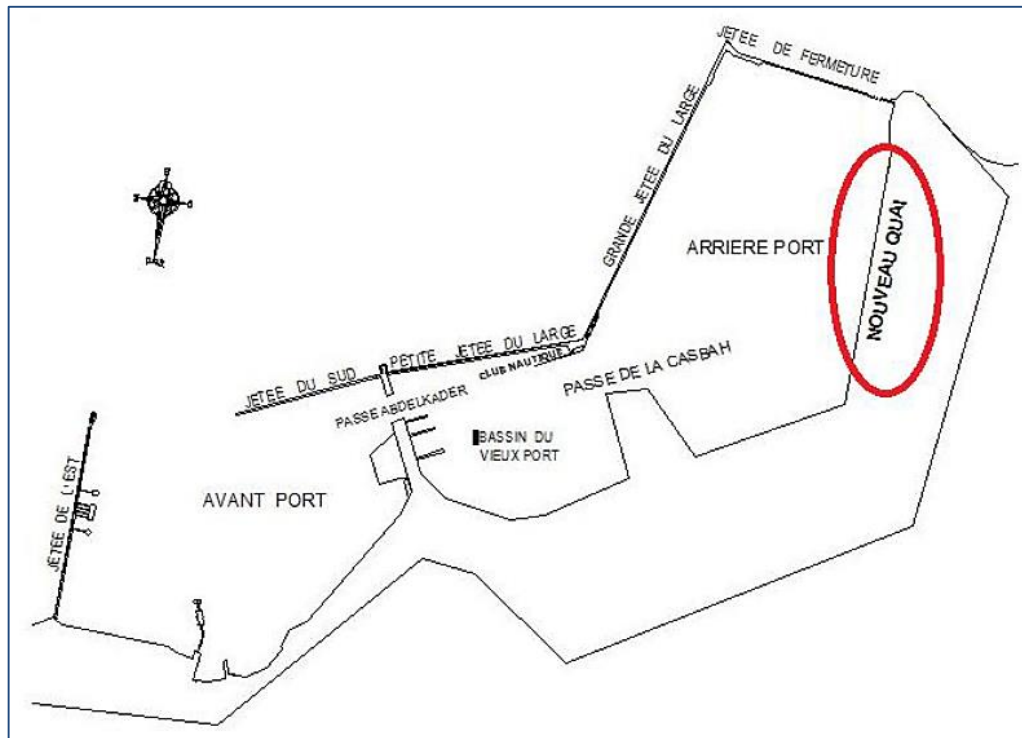 JETEE DE FERMETURE
GRANDE JETEE DU LARGE
ARRIERE PORT
NOUVEAU QUAI
PETITE JETEE DU LARGE
JETEE DU SUD
CLUB NAUTIQUE
PASSE DE LA CASBAH
PASSE ABDELKADER
BASSIN DU
VIEUX PORT
AVANT PORT
JETEE DE L'EST